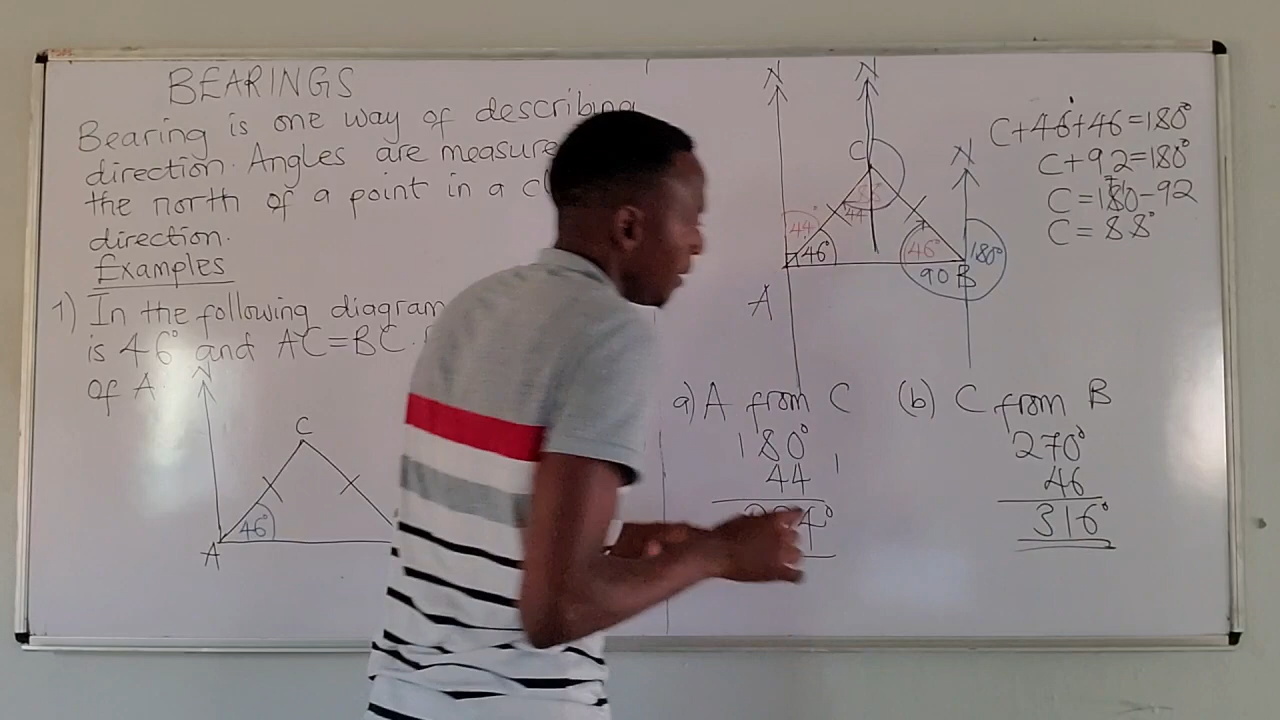 BEARINGS
Bearing is one way of describing
direction. Angles are measure
the north of a point in a
direction.
Examples
1) In the following diagram
is 46° and AC=BC.
of A
N
C
46°
A
N
N
C
N
88
44°
44
46°
46°
180°
90
B
A
C+46+46=180°
C+92=180°
C=180-92
C=88°
a) A from C
180°
44
4°
(b) C from B
270°
46
316°